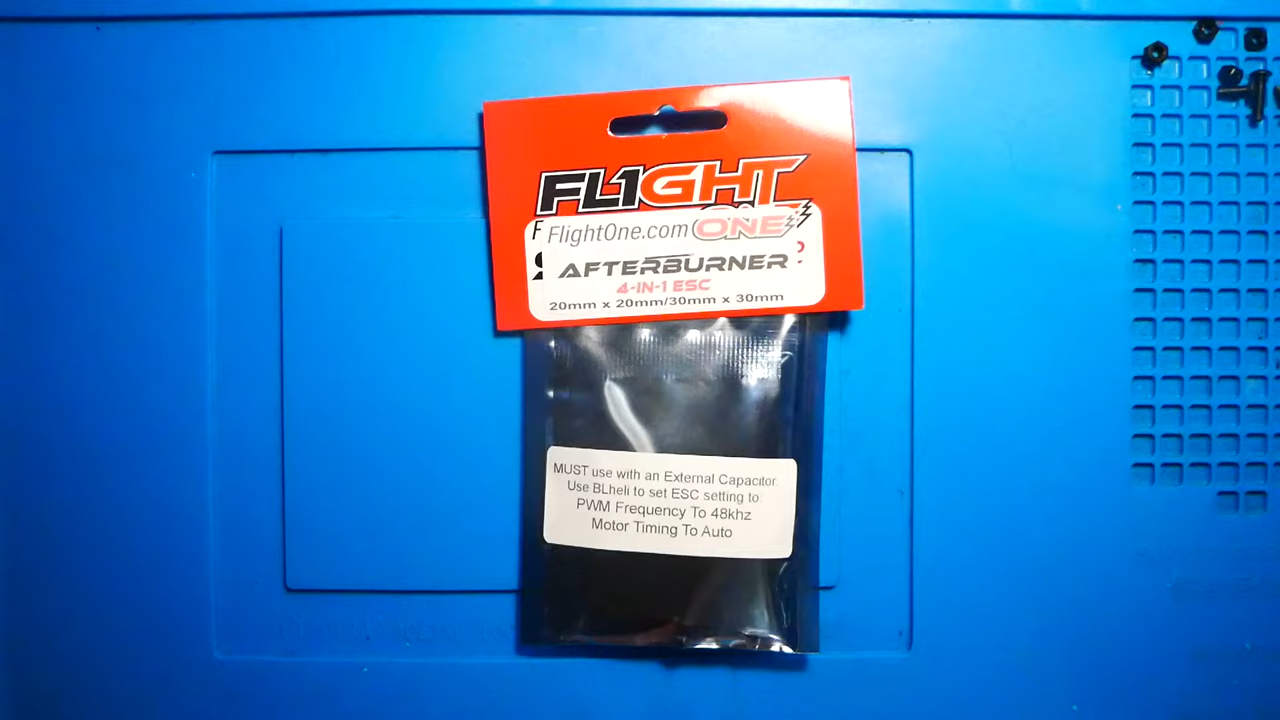 FL1GHT
ONE
FlightOne.com
AFTERBURNER
4-IN-1 ESC
20mm x 20mm/30mm x 30mm
MUST use with an External Capacitor.
Use BLheli to set ESC setting to:
PWM Frequency To 48khz
Motor Timing To Auto